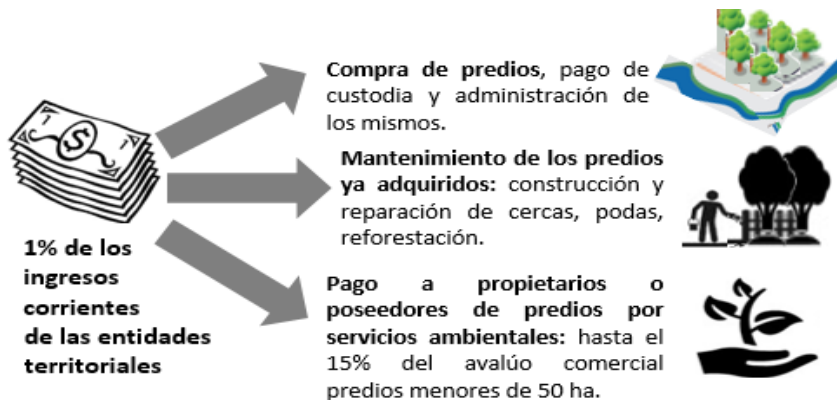 Compra de predios, pago de
custodia y administración de
los mismos.
Mantenimiento de los predios
ya adquiridos: construcción y
reparación de cercas, podas,
reforestación.
1% de los
ingresos
corrientes
de las entidades
territoriales
Pago a propietarios o
poseedores de predios por
servicios ambientales: hasta el
15% del avalúo comercial
predios menores de 50 ha.